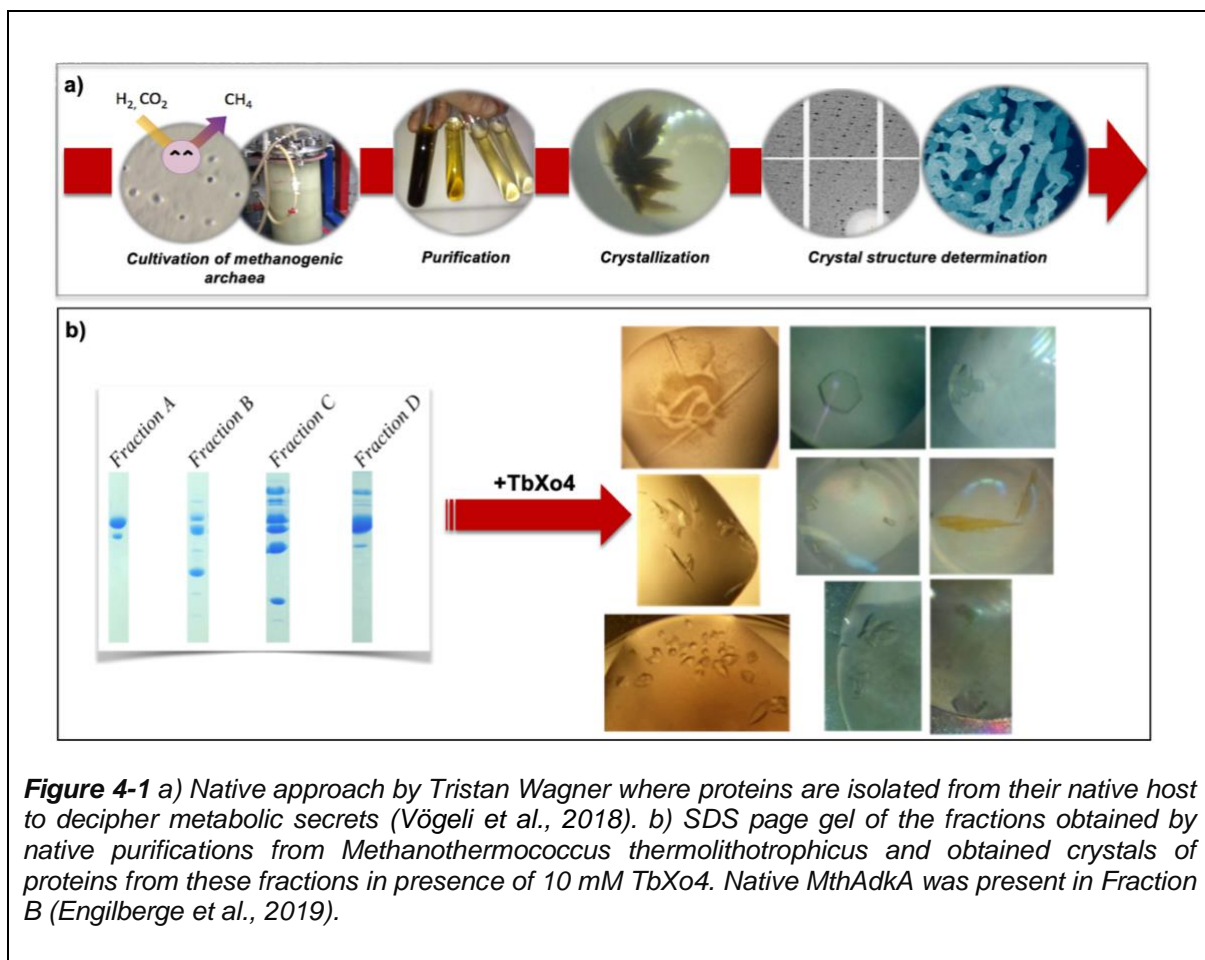 a)
H₂, CO₂
CH₄
Cultivation of methanogenic
archaea
Purification
Crystallization
Crystal structure determination
b)
Fraction A
Fraction B
Fraction C
Fraction D
+TbXo4
Figure 4-1 a) Native approach by Tristan Wagner where proteins are isolated from their native host
to decipher metabolic secrets (Vögeli et al., 2018). b) SDS page gel of the fractions obtained by
native purifications from Methanothermococcus thermolithotrophicus and obtained crystals of
proteins from these fractions in presence of 10 mM TbXo4. Native MthAdkA was present in Fraction
B (Engilberge et al., 2019).